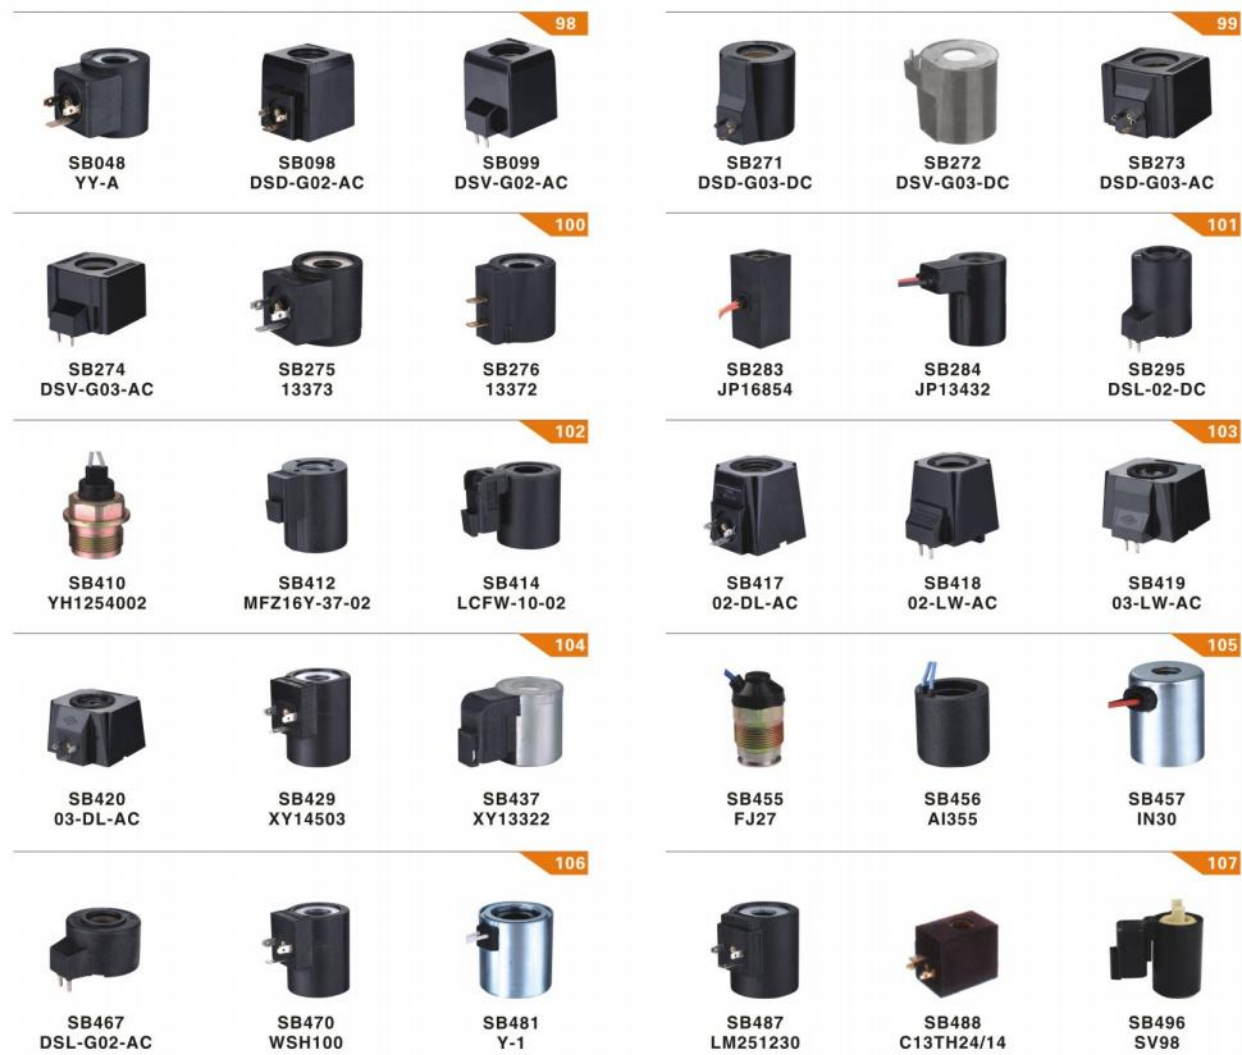 98
SB048
YY-A
SB098
DSD-G02-AC
SB099
DSV-G02-AC
99
SB271
DSD-G03-DC
SB272
DSV-G03-DC
SB273
DSD-G03-AC
100
SB274
DSV-G03-AC
SB275
13373
SB276
13372
101
SB283
JP16854
SB284
JP13432
SB295
DSL-02-DC
102
SB410
YH1254002
SB412
MFZ16Y-37-02
SB414
LCFW-10-02
103
SB417
02-DL-AC
SB418
02-LW-AC
SB419
03-LW-AC
104
SB420
03-DL-AC
SB429
XY14503
SB437
XY13322
105
SB455
FJ27
SB456
AI355
SB457
IN30
106
SB467
DSL-G02-AC
SB470
WSH100
SB481
Y-1
107
SB487
LM251230
SB488
C13TH24/14
SB496
SV98